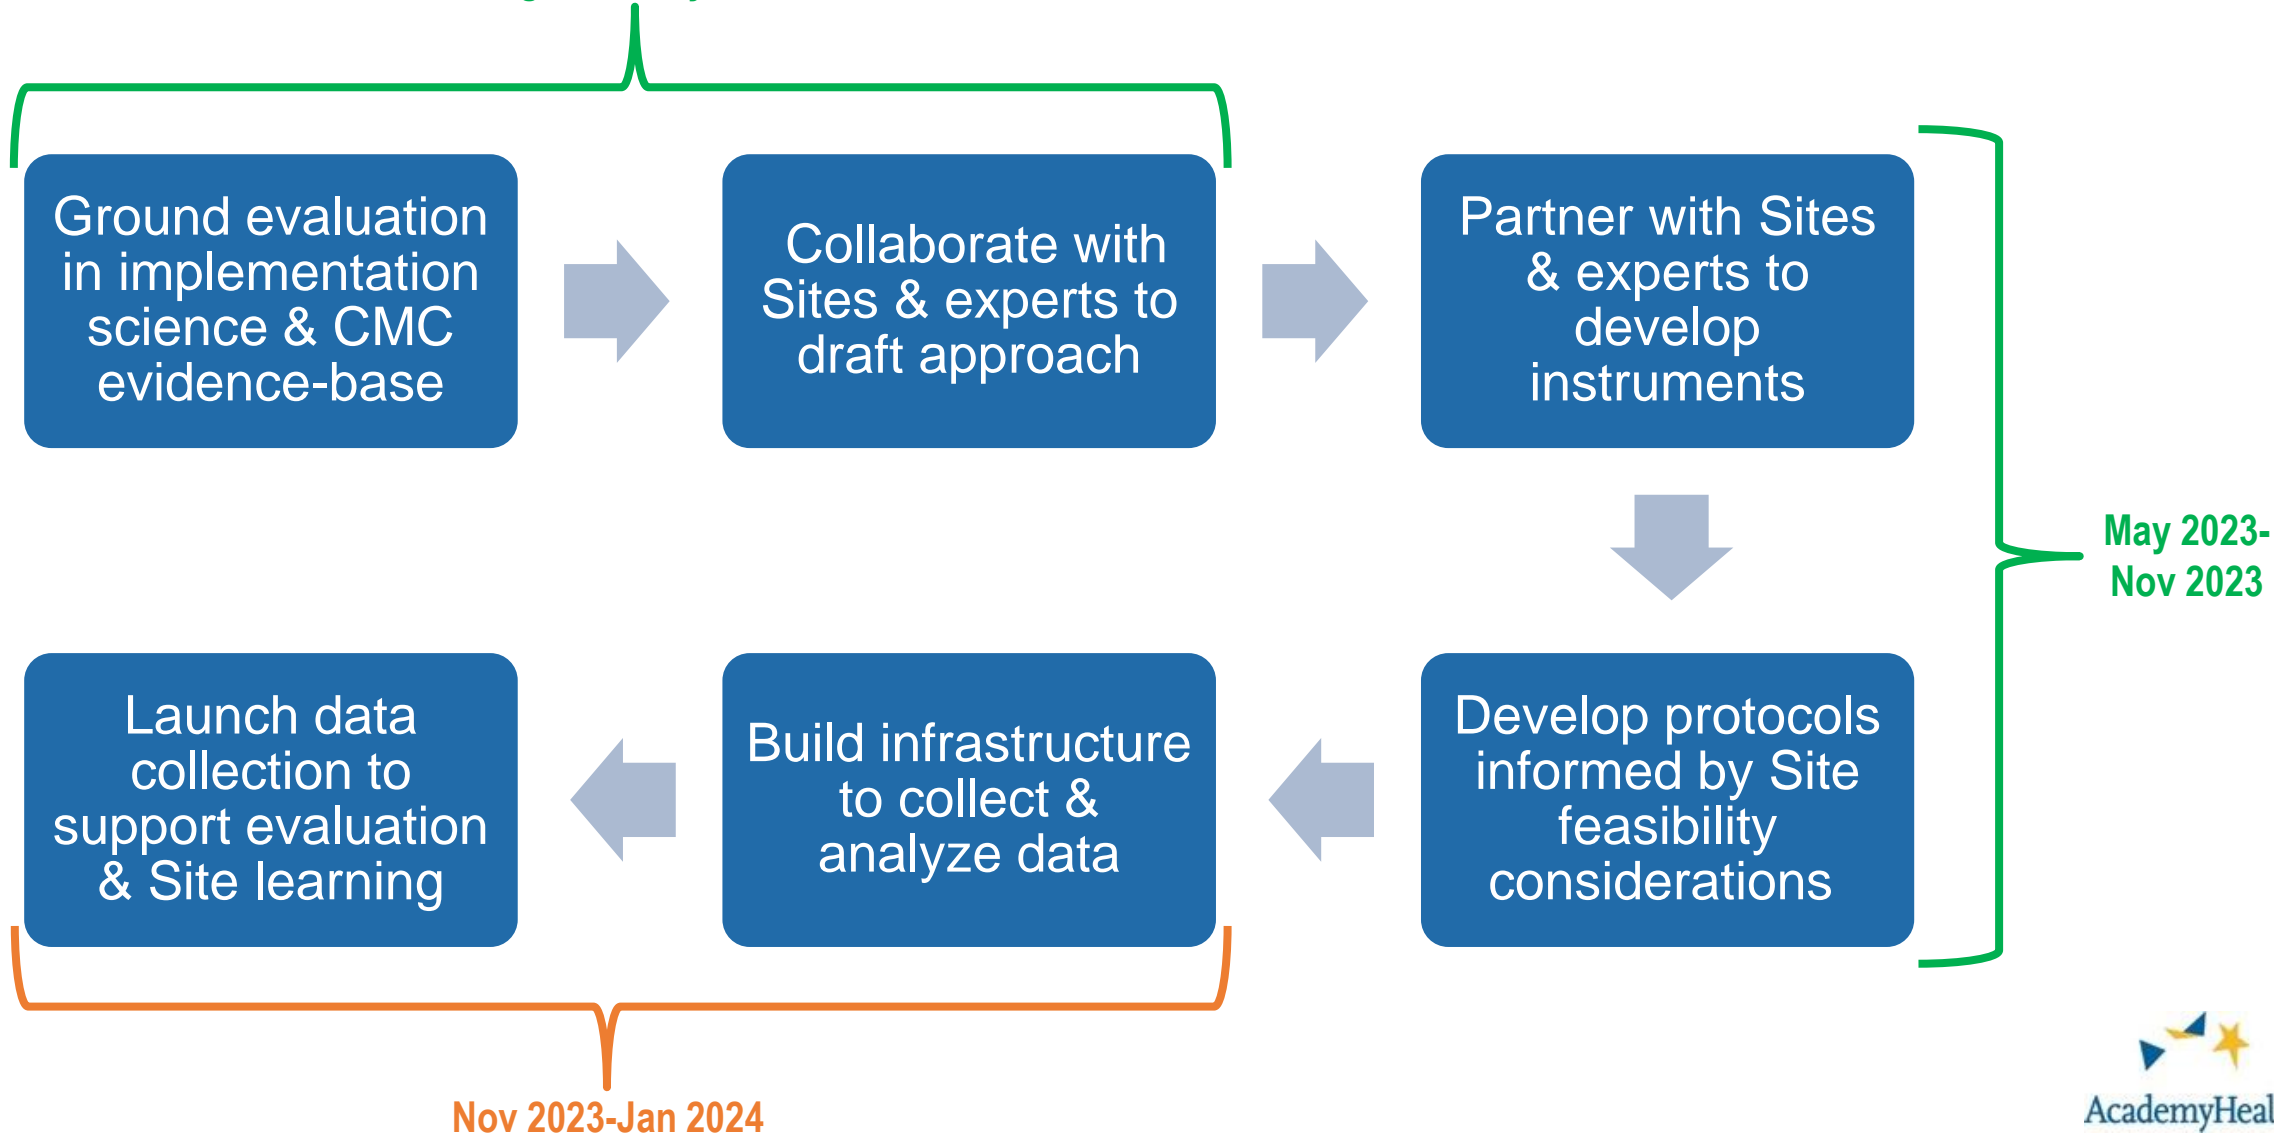 Ground evaluation
in implementation
science & CMC
evidence-base
Collaborate with
Sites & experts to
draft approach
Partner with Sites
& experts to
develop
instruments
May 2023-
Nov 2023
Develop protocols
informed by Site
feasibility
considerations
Build infrastructure
to collect &
analyze data
Launch data
collection to
support evaluation
& Site learning
Nov 2023-Jan 2024
AcademyHeal